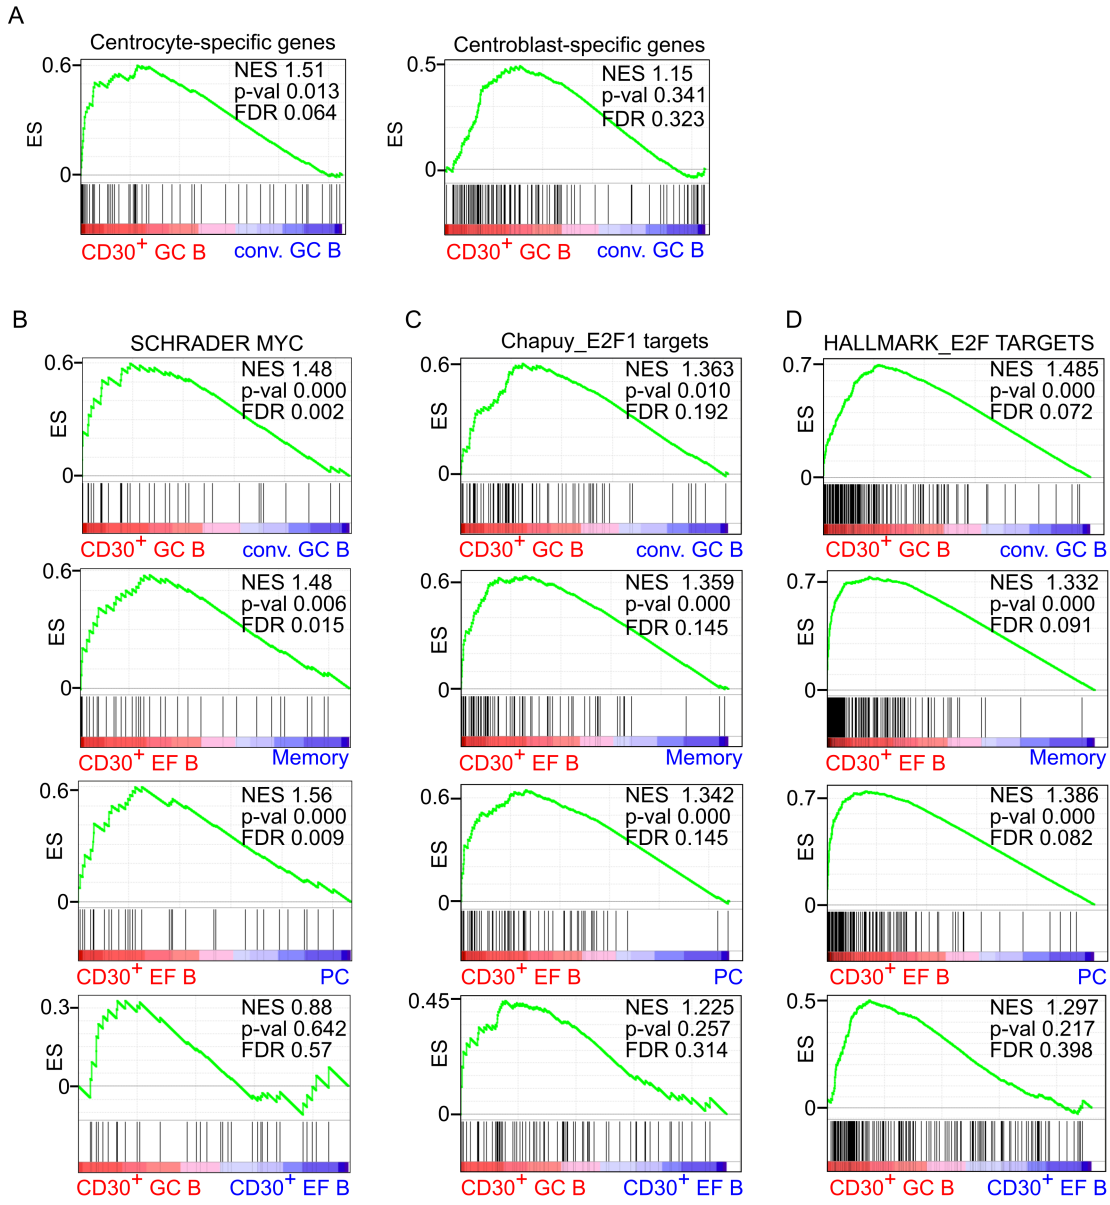 A
Centrocyte-specific genes
Centroblast-specific genes
0.6
ES
0
NES 1.51
p-val 0.013
FDR 0.064
CD30+ GC B
conv. GC B
0.5
ES
0
NES 1.15
p-val 0.341
FDR 0.323
CD30+ GC B
conv. GC B
B
SCHRADER MYC
0.6
ES
0
NES 1.48
p-val 0.000
FDR 0.002
CD30+ GC B
conv. GC B
0.6
ES
0
NES 1.48
p-val 0.006
FDR 0.015
CD30+ EF B
Memory
0.6
ES
0
NES 1.56
p-val 0.000
FDR 0.009
CD30+ EF B
PC
0.3
ES
0
NES 0.88
p-val 0.642
FDR 0.57
CD30+ GC B
CD30+ EF B
C
Chapuy_E2F1 targets
0.6
ES
0
NES 1.363
p-val 0.010
FDR 0.192
CD30+ GC B
conv. GC B
0.6
ES
0
NES 1.359
p-val 0.000
FDR 0.145
CD30+ EF B
Memory
0.6
ES
0
NES 1.342
p-val 0.000
FDR 0.145
CD30+ EF B
PC
0.45
ES
0
NES 1.225
p-val 0.257
FDR 0.314
CD30+ GC B
CD30+ EF B
D
HALLMARK_E2F TARGETS
0.7
ES
0
NES 1.485
p-val 0.000
FDR 0.072
CD30+ GC B
conv. GC B
0.7
ES
0
NES 1.332
p-val 0.000
FDR 0.091
CD30+ EF B
Memory
0.7
ES
0
NES 1.386
p-val 0.000
FDR 0.082
CD30+ EF B
PC
0.5
ES
0
NES 1.297
p-val 0.217
FDR 0.398
CD30+ GC B
CD30+ EF B